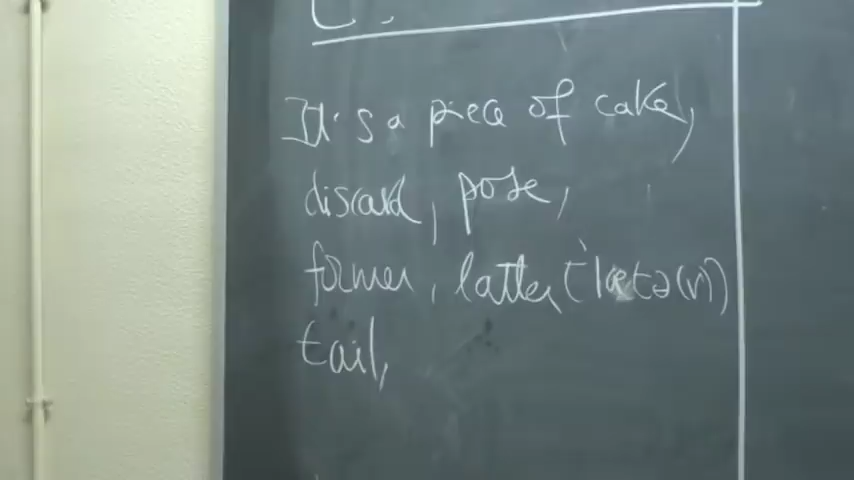 It's a piece of cake,
discard, pose,
former, latter ('lætə(r))
tail,